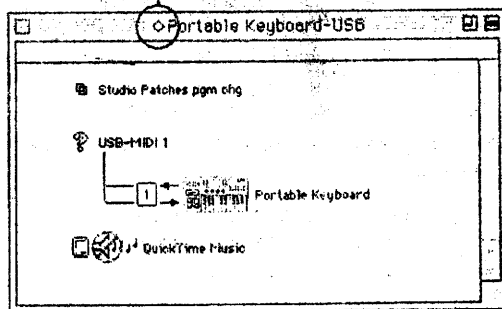 ◇Portable Keyboard-USB
Studio Patches pgm chg
USB-MIDI 1
1
Portable Keyboard
QuickTime Music